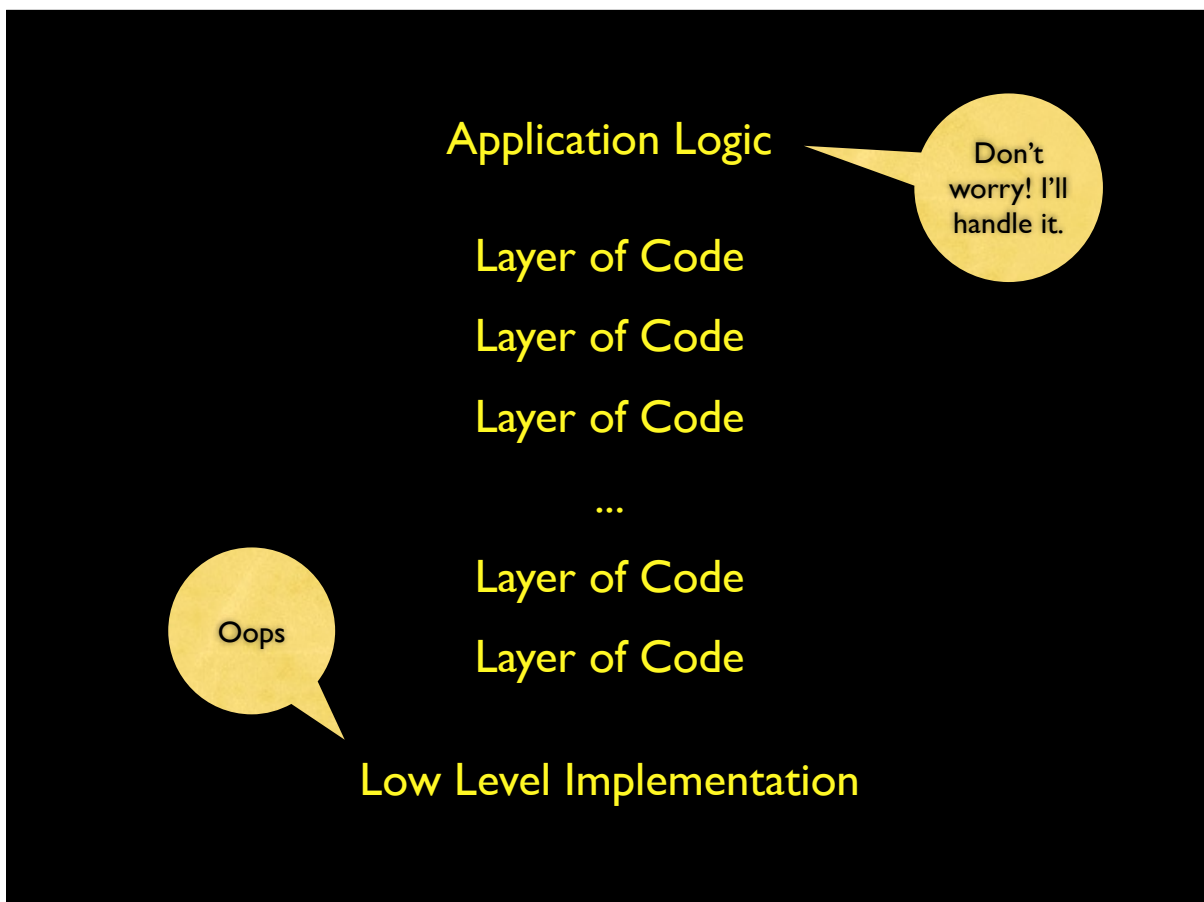 Application Logic
Don't
worry! I'll
handle it.
Layer of Code
Layer of Code
Layer of Code
...
Layer of Code
Oops
Layer of Code
Low Level Implementation